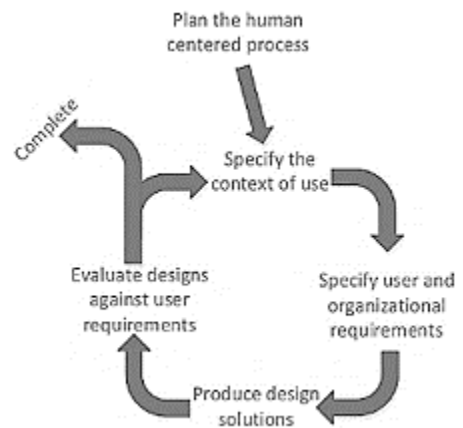 Plan the human
centered process
Complete
Specify the
context of use
Specify user and
organizational
requirements
Produce design
solutions
Evaluate designs
against user
requirements